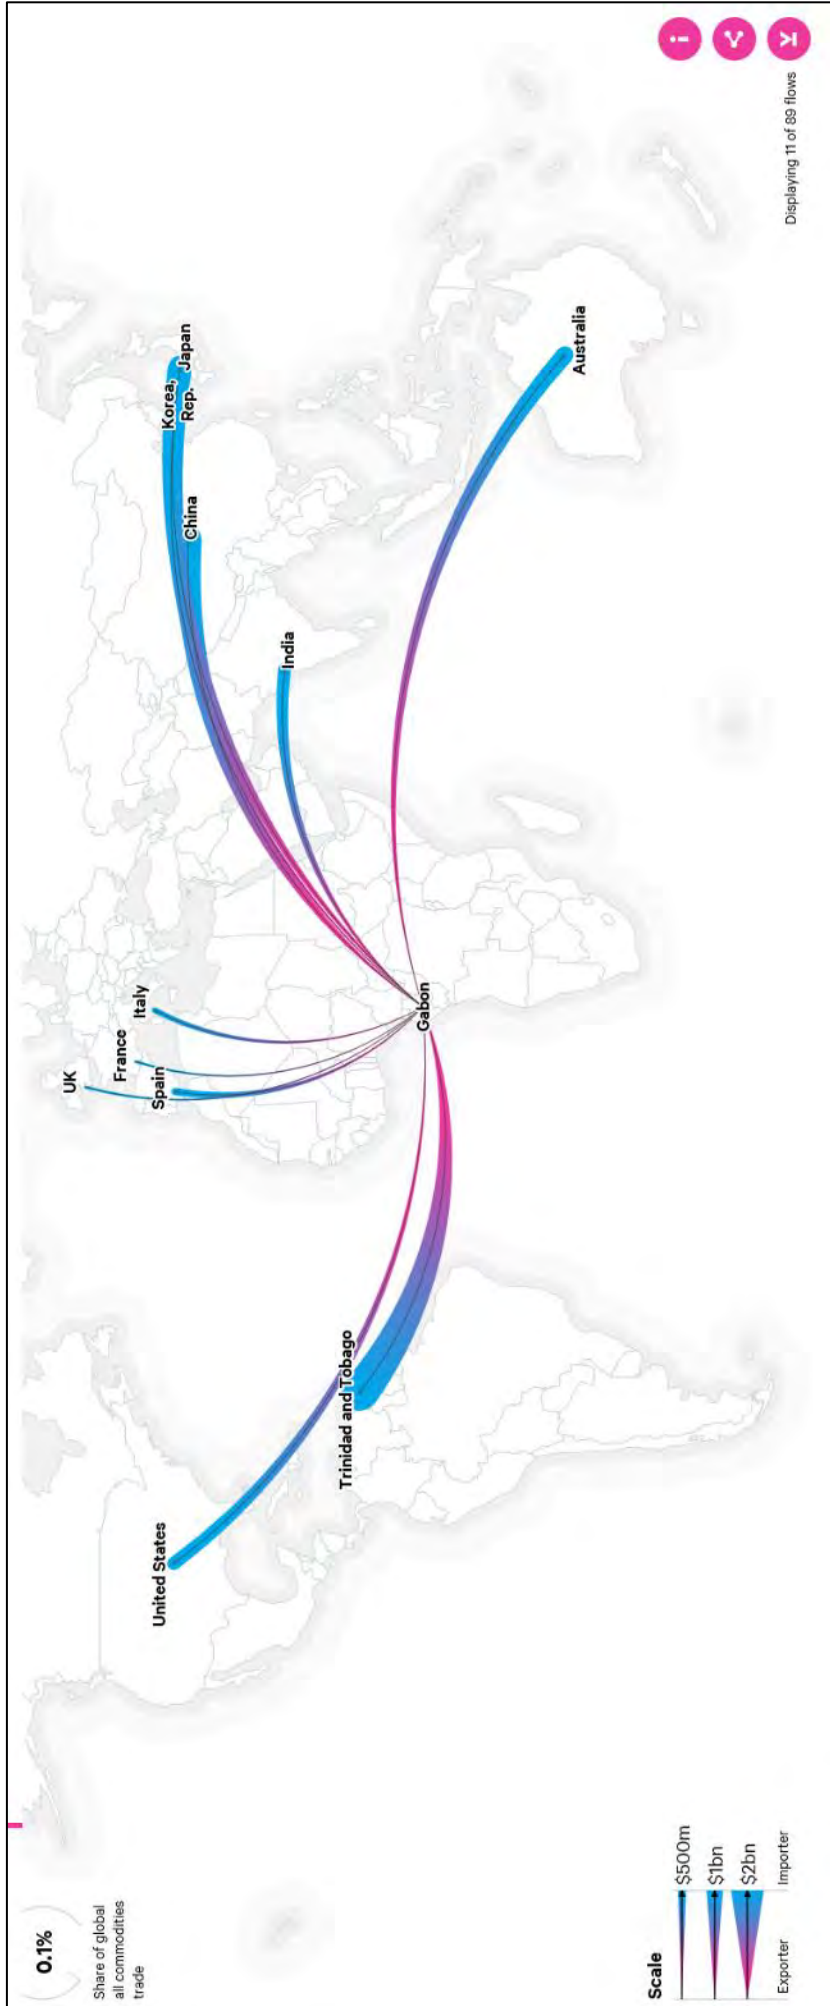 0.1%
Share of global
all commodities
trade
United States
Trinidad and Tobago
UK
France
Spain
Italy
Gabon
India
China
Korea,
Rep.
Japan
Australia
Scale
$500m
$1bn
$2bn
Exporter
Importer
Displaying 11 of 89 flows